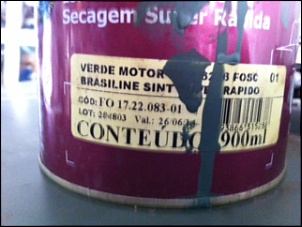 Secagem Super Rápida
VERDE MOTOR FOSC 01
BRASILINE SINT RAPIDO
CÓD: FO 17.22.083-01
LOT: 204803 Val.: 26/06/
CONTEÚDO 900ml